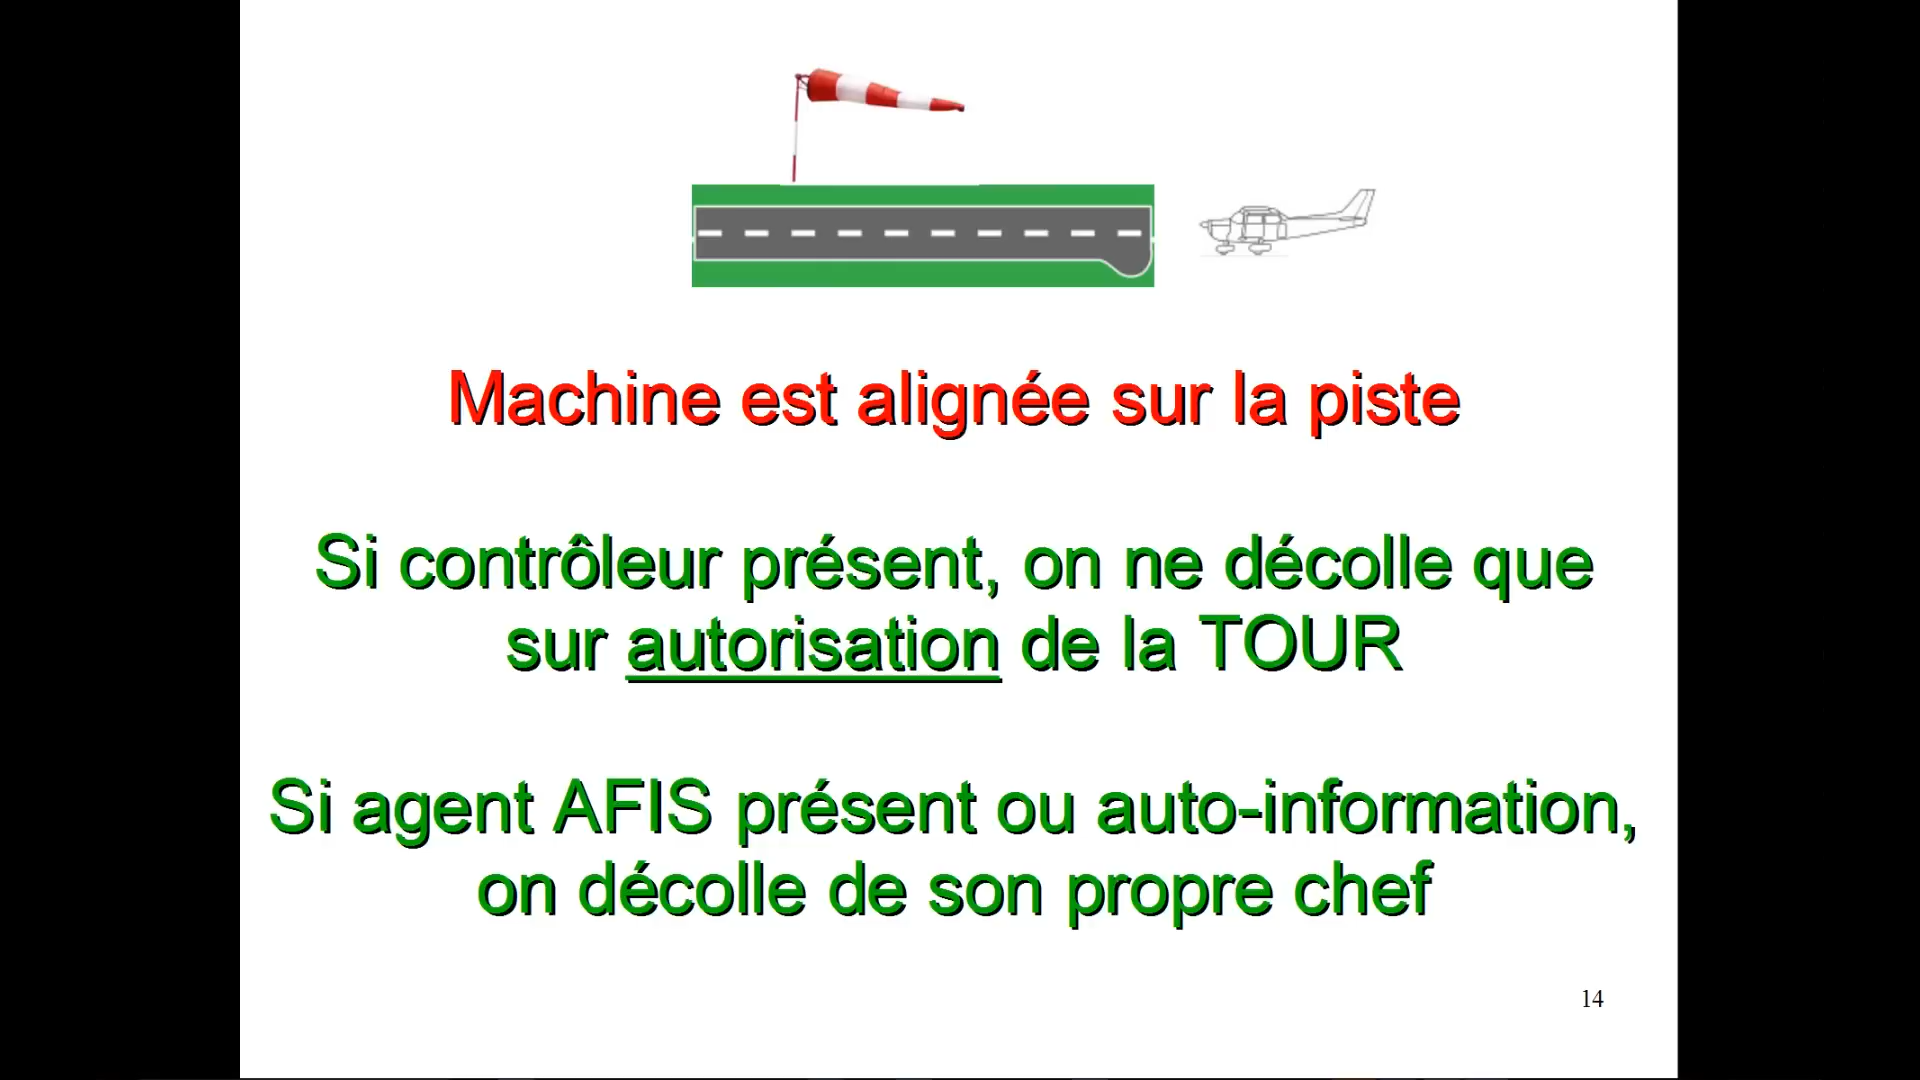 Machine est alignée sur la piste
Si contrôleur présent, on ne décolle que
sur autorisation de la TOUR
Si agent AFIS présent ou auto-information,
on décolle de son propre chef
14